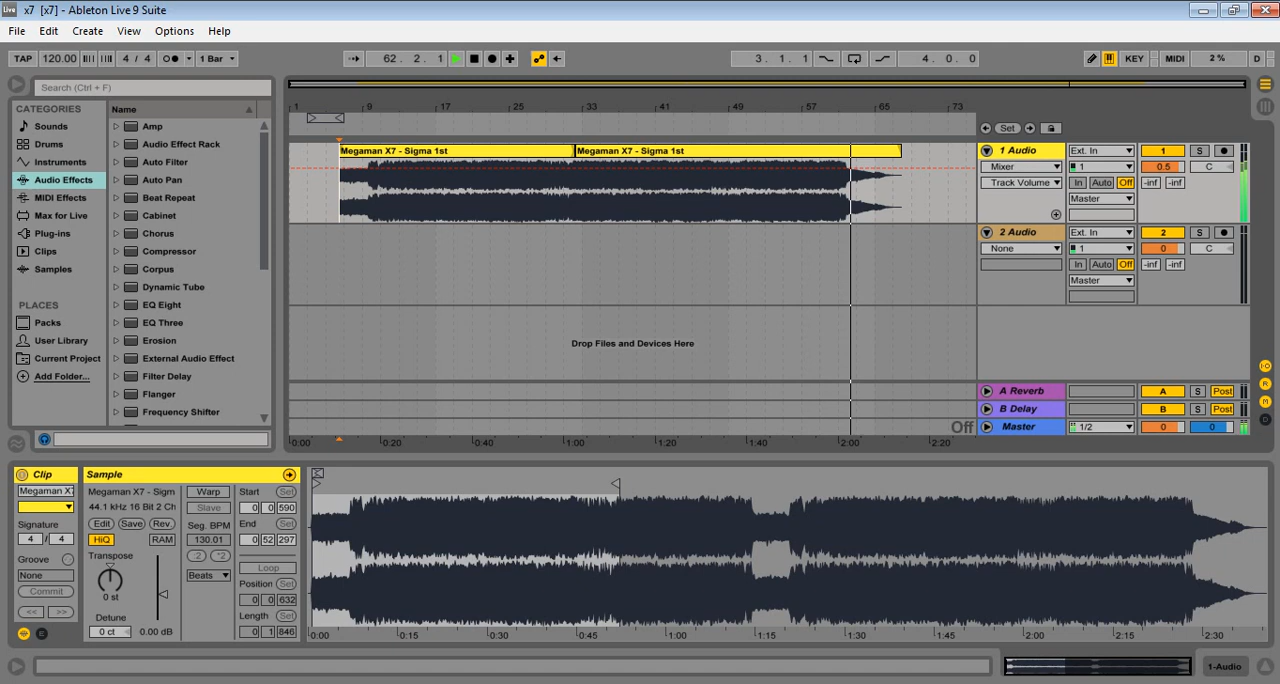 Live x7 [x7] - Ableton Live 9 Suite
File Edit Create View Options Help
TAP 120.00 4 / 4 1 Bar 62. 2. 1 3. 1. 1 4. 0. 0 KEY MIDI 2 % D
Search (Ctrl + F)
CATEGORIES
Sounds
Drums
Instruments
Audio Effects
MIDI Effects
Max for Live
Plug-ins
Clips
Samples
PLACES
Packs
User Library
Current Project
Add Folder...
Name
Amp
Audio Effect Rack
Auto Filter
Auto Pan
Beat Repeat
Cabinet
Chorus
Compressor
Corpus
Dynamic Tube
EQ Eight
EQ Three
Erosion
External Audio Effect
Filter Delay
Flanger
Frequency Shifter
1 9 17 25 33 41 49 57 65 73
Set
Megaman X7 - Sigma 1st Megaman X7 - Sigma 1st
1 Audio Ext. In 1 S
Mixer 1 0.5 C
Track Volume In Auto Off -inf -inf
Master
2 Audio Ext. In 2 S
None 1 0 C
In Auto Off -inf -inf
Master
Drop Files and Devices Here
A Reverb A S Post
B Delay B S Post
Off Master 1/2 0 0
0:00 0:20 0:40 1:00 1:20 1:40 2:00 2:20
Clip
Megaman X7
Signature
4 / 4
Groove
None
Commit
<< >>
E
Sample
Megaman X7 - Sigm
44.1 kHz 16 Bit 2 Ch
Edit Save Rev.
HiQ RAM
Transpose
0 st
Detune
0 ct 0.00 dB
Warp
Slave
Seg. BPM
130.01
:2 *2
Beats
Start Set
0 0 590
End Set
0 52 297
Loop
Position Set
0 0 632
Length Set
0 1 846
0:00 0:15 0:30 0:45 1:00 1:15 1:30 1:45 2:00 2:15 2:30
1-Audio